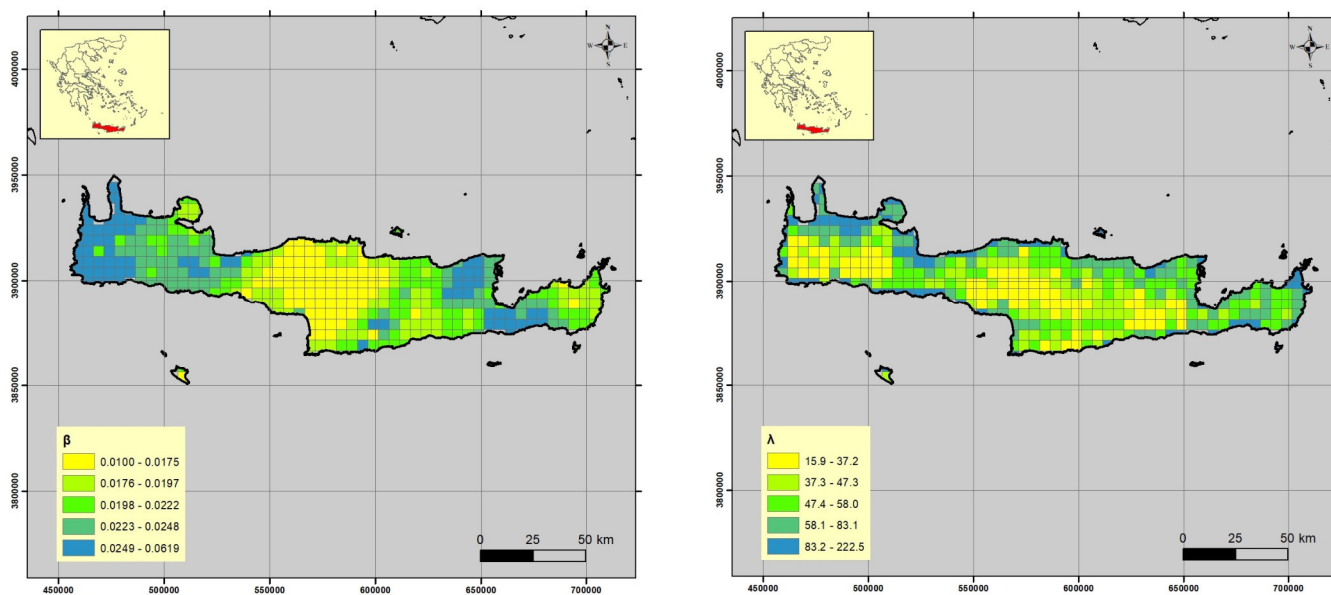 N
W E
S
4000000
3950000
3900000
3850000
3800000
β
0.0100 - 0.0175
0.0176 - 0.0197
0.0198 - 0.0222
0.0223 - 0.0248
0.0249 - 0.0619
0 25 50 km
450000 500000 550000 600000 650000 700000
N
W E
S
4000000
3950000
3900000
3850000
3800000
λ
15.9 - 37.2
37.3 - 47.3
47.4 - 58.0
58.1 - 83.1
83.2 - 222.5
0 25 50 km
450000 500000 550000 600000 650000 700000